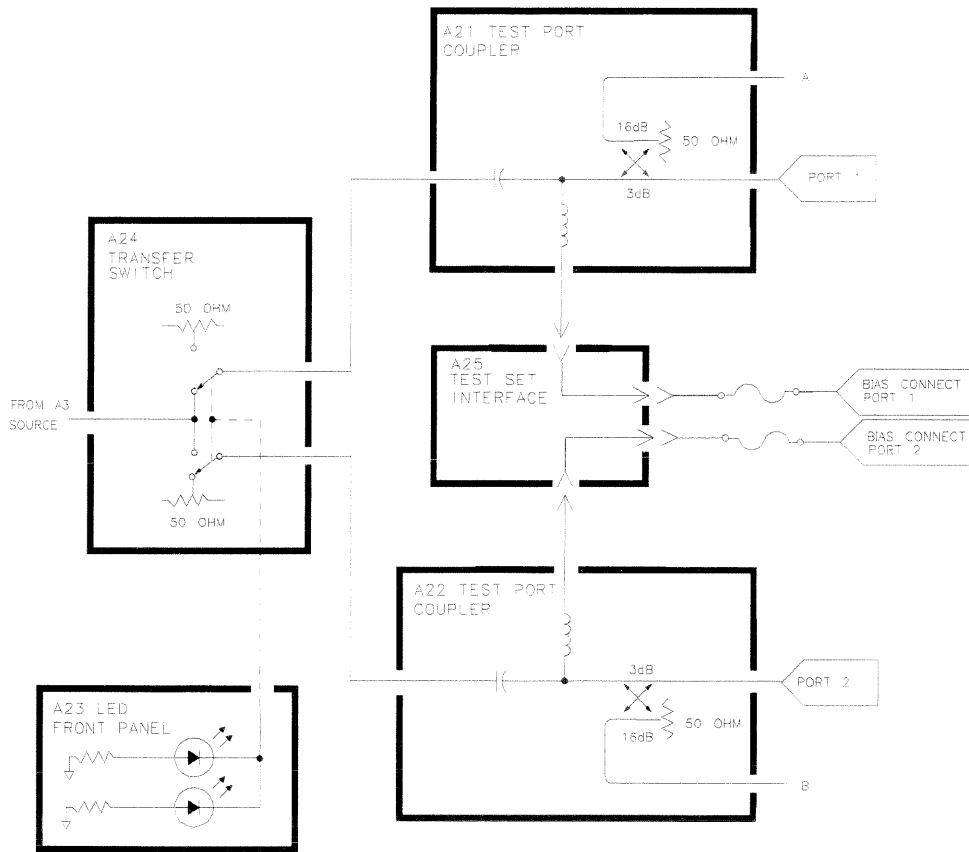 A21 TEST PORT
COUPLER
A
16dB
50 OHM
3dB
PORT 1
A24
TRANSFER
SWITCH
50 OHM
FROM A3
SOURCE
50 OHM
A25
TEST SET
INTERFACE
BIAS CONNECT
PORT 1
BIAS CONNECT
PORT 2
A22 TEST PORT
COUPLER
3dB
PORT 2
50 OHM
16dB
B
A23 LED
FRONT PANEL